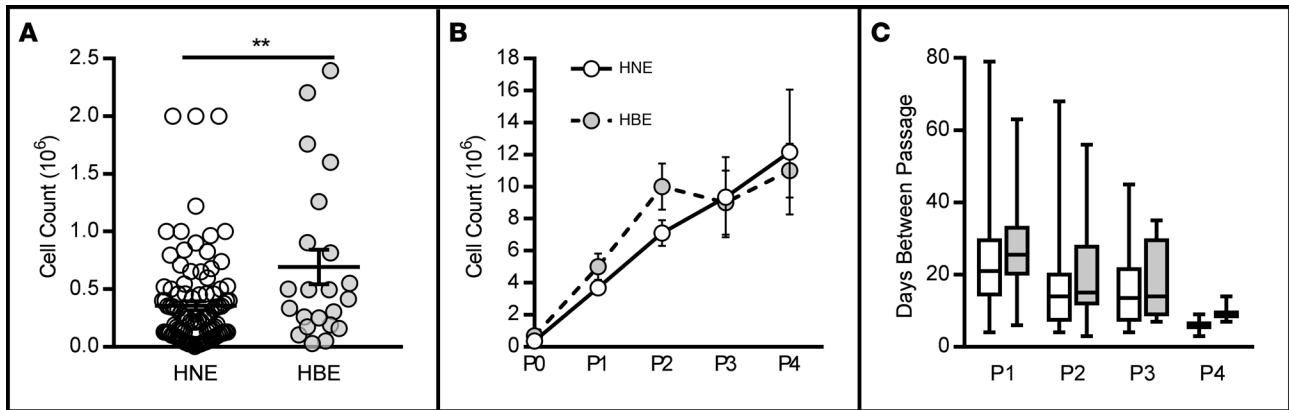 A
**
Cell Count (10⁶)
2.5
2.0
1.5
1.0
0.5
0.0
HNE
HBE
B
HNE
HBE
Cell Count (10⁶)
18
16
14
12
10
8
6
4
2
0
P0
P1
P2
P3
P4
C
Days Between Passage
80
60
40
20
0
P1
P2
P3
P4